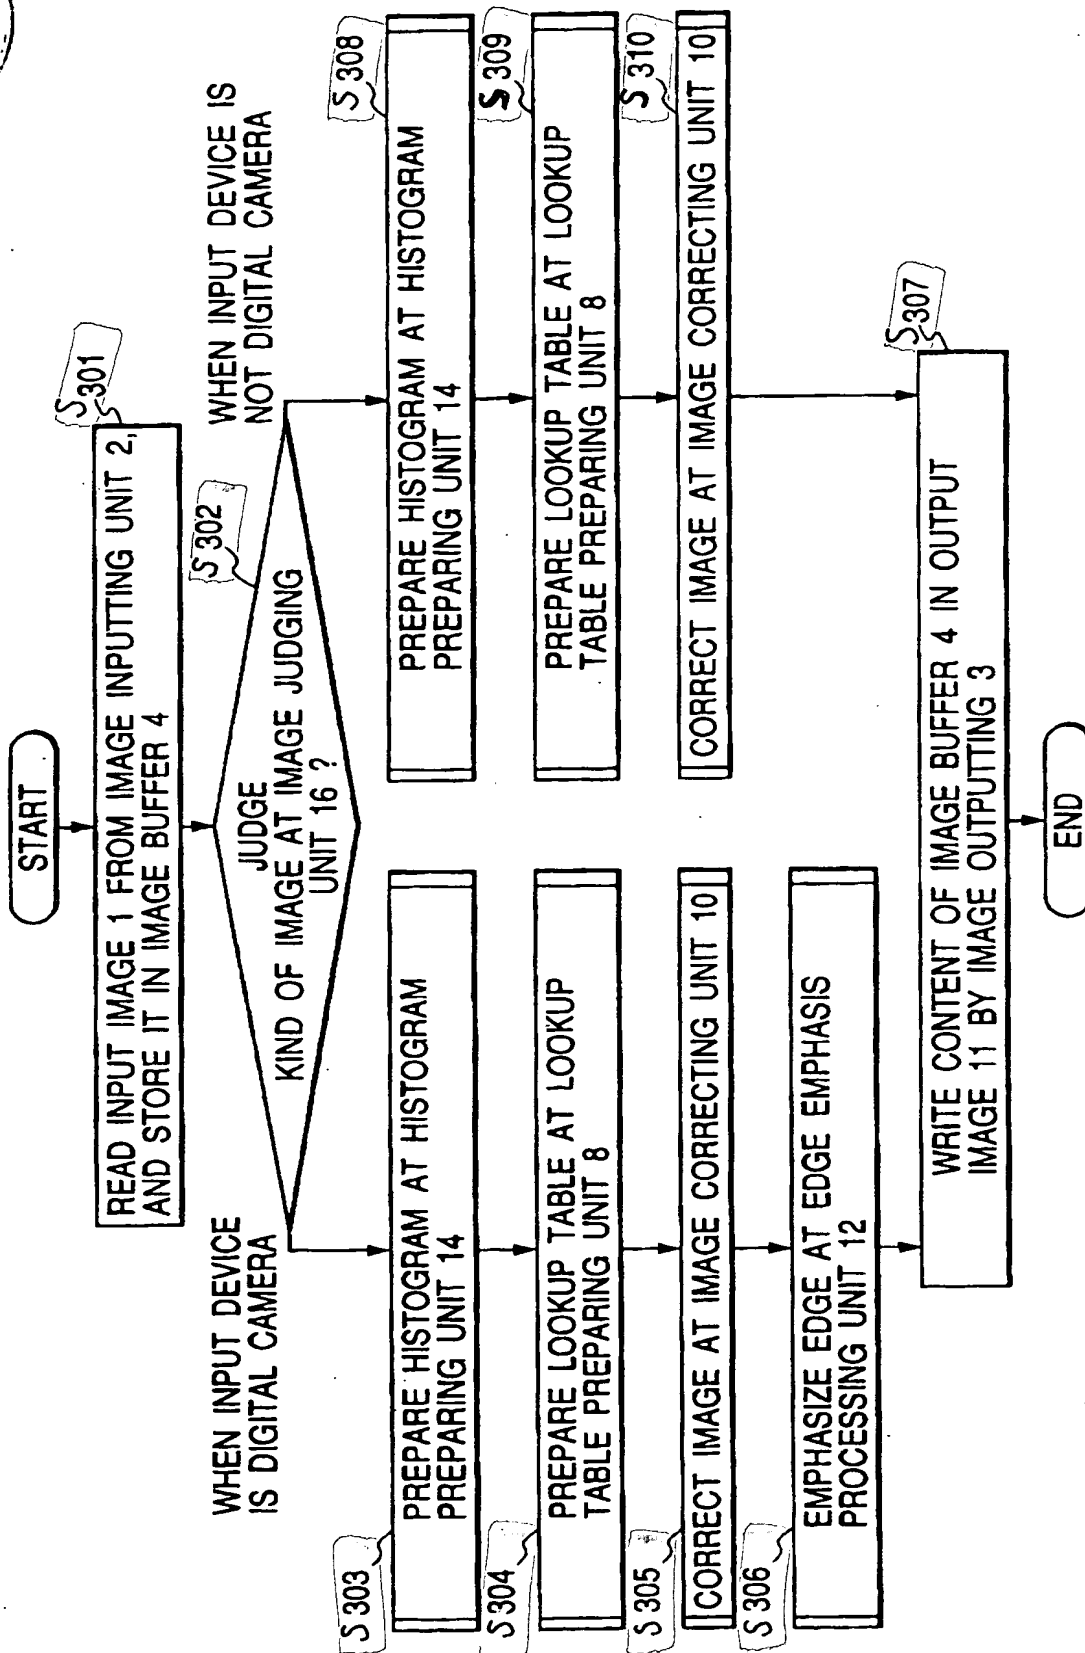 START
S301
READ INPUT IMAGE 1 FROM IMAGE INPUTTING UNIT 2,
AND STORE IT IN IMAGE BUFFER 4
S302
JUDGE
KIND OF IMAGE AT IMAGE JUDGING
UNIT 16 ?
WHEN INPUT DEVICE
IS DIGITAL CAMERA
S303
PREPARE HISTOGRAM AT HISTOGRAM
PREPARING UNIT 14
S304
PREPARE LOOKUP TABLE AT LOOKUP
TABLE PREPARING UNIT 8
S305
CORRECT IMAGE AT IMAGE CORRECTING UNIT 10
S306
EMPHASIZE EDGE AT EDGE EMPHASIS
PROCESSING UNIT 12
WHEN INPUT DEVICE IS
NOT DIGITAL CAMERA
S308
PREPARE HISTOGRAM AT HISTOGRAM
PREPARING UNIT 14
S309
PREPARE LOOKUP TABLE AT LOOKUP
TABLE PREPARING UNIT 8
S310
CORRECT IMAGE AT IMAGE CORRECTING UNIT 10
S307
WRITE CONTENT OF IMAGE BUFFER 4 IN OUTPUT
IMAGE 11 BY IMAGE OUTPUTTING 3
END